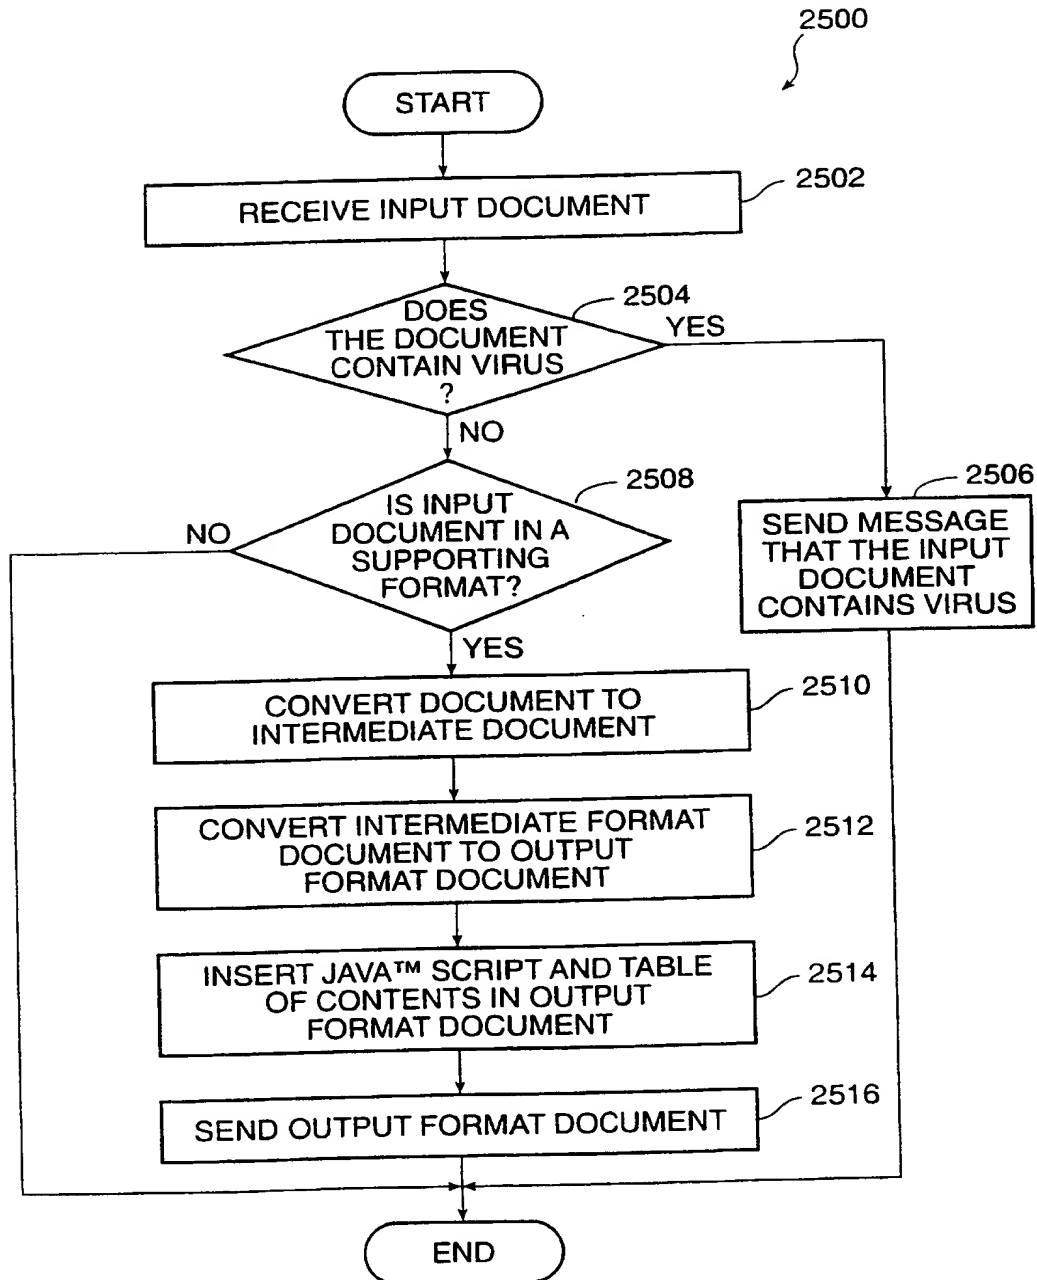 2500
START
2502
RECEIVE INPUT DOCUMENT
2504
DOES
THE DOCUMENT
CONTAIN VIRUS
?
YES
NO
2508
2506
IS INPUT
DOCUMENT IN A
SUPPORTING
FORMAT?
NO
SEND MESSAGE
THAT THE INPUT
DOCUMENT
CONTAINS VIRUS
YES
2510
CONVERT DOCUMENT TO
INTERMEDIATE DOCUMENT
2512
CONVERT INTERMEDIATE FORMAT
DOCUMENT TO OUTPUT
FORMAT DOCUMENT
2514
INSERT JAVA™ SCRIPT AND TABLE
OF CONTENTS IN OUTPUT
FORMAT DOCUMENT
2516
SEND OUTPUT FORMAT DOCUMENT
END